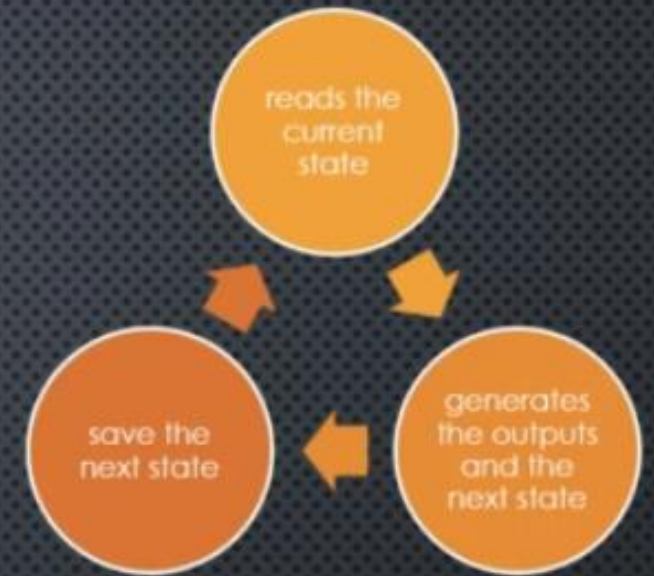 reads the
current
state
generates
the outputs
and the
next state
save the
next state